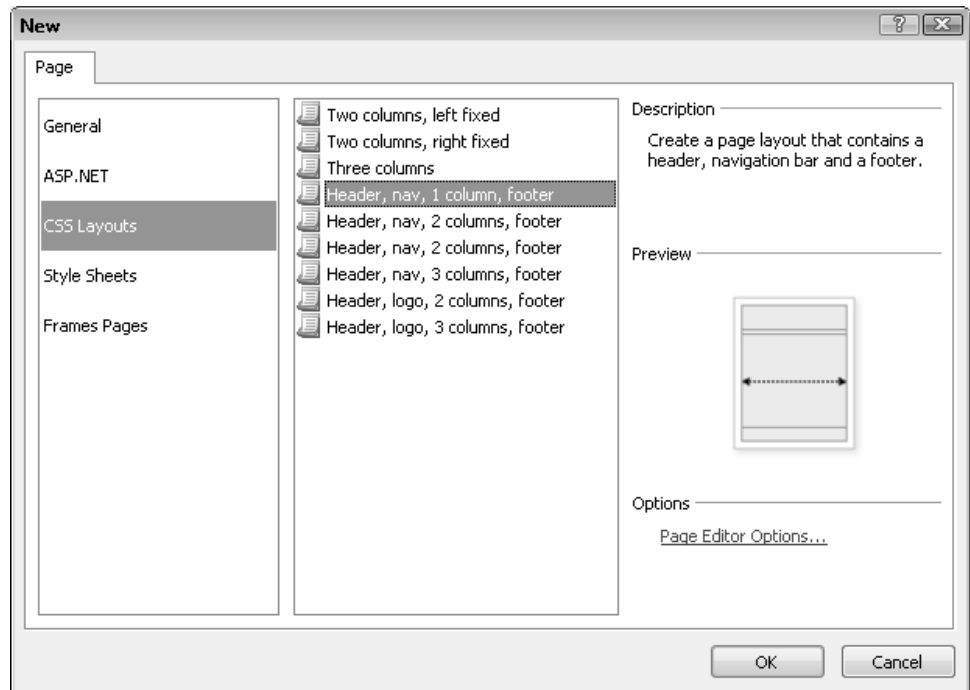 New
Page
General
ASP.NET
CSS Layouts
Style Sheets
Frames Pages
Two columns, left fixed
Two columns, right fixed
Three columns
Header, nav, 1 column, footer
Header, nav, 2 columns, footer
Header, nav, 2 columns, footer
Header, nav, 3 columns, footer
Header, logo, 2 columns, footer
Header, logo, 3 columns, footer
Description
Create a page layout that contains a
header, navigation bar and a footer.
Preview
Options
Page Editor Options...
OK
Cancel